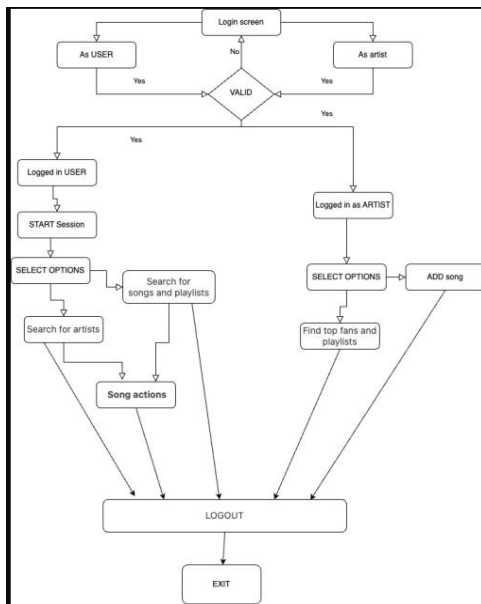 Login screen
As USER
No
As artist
Yes
VALID
Yes
Yes
Yes
Logged in USER
Logged in as ARTIST
START Session
SELECT OPTIONS
Search for
songs and playlists
SELECT OPTIONS
ADD song
Search for artists
Find top fans and
playlists
Song actions
LOGOUT
EXIT